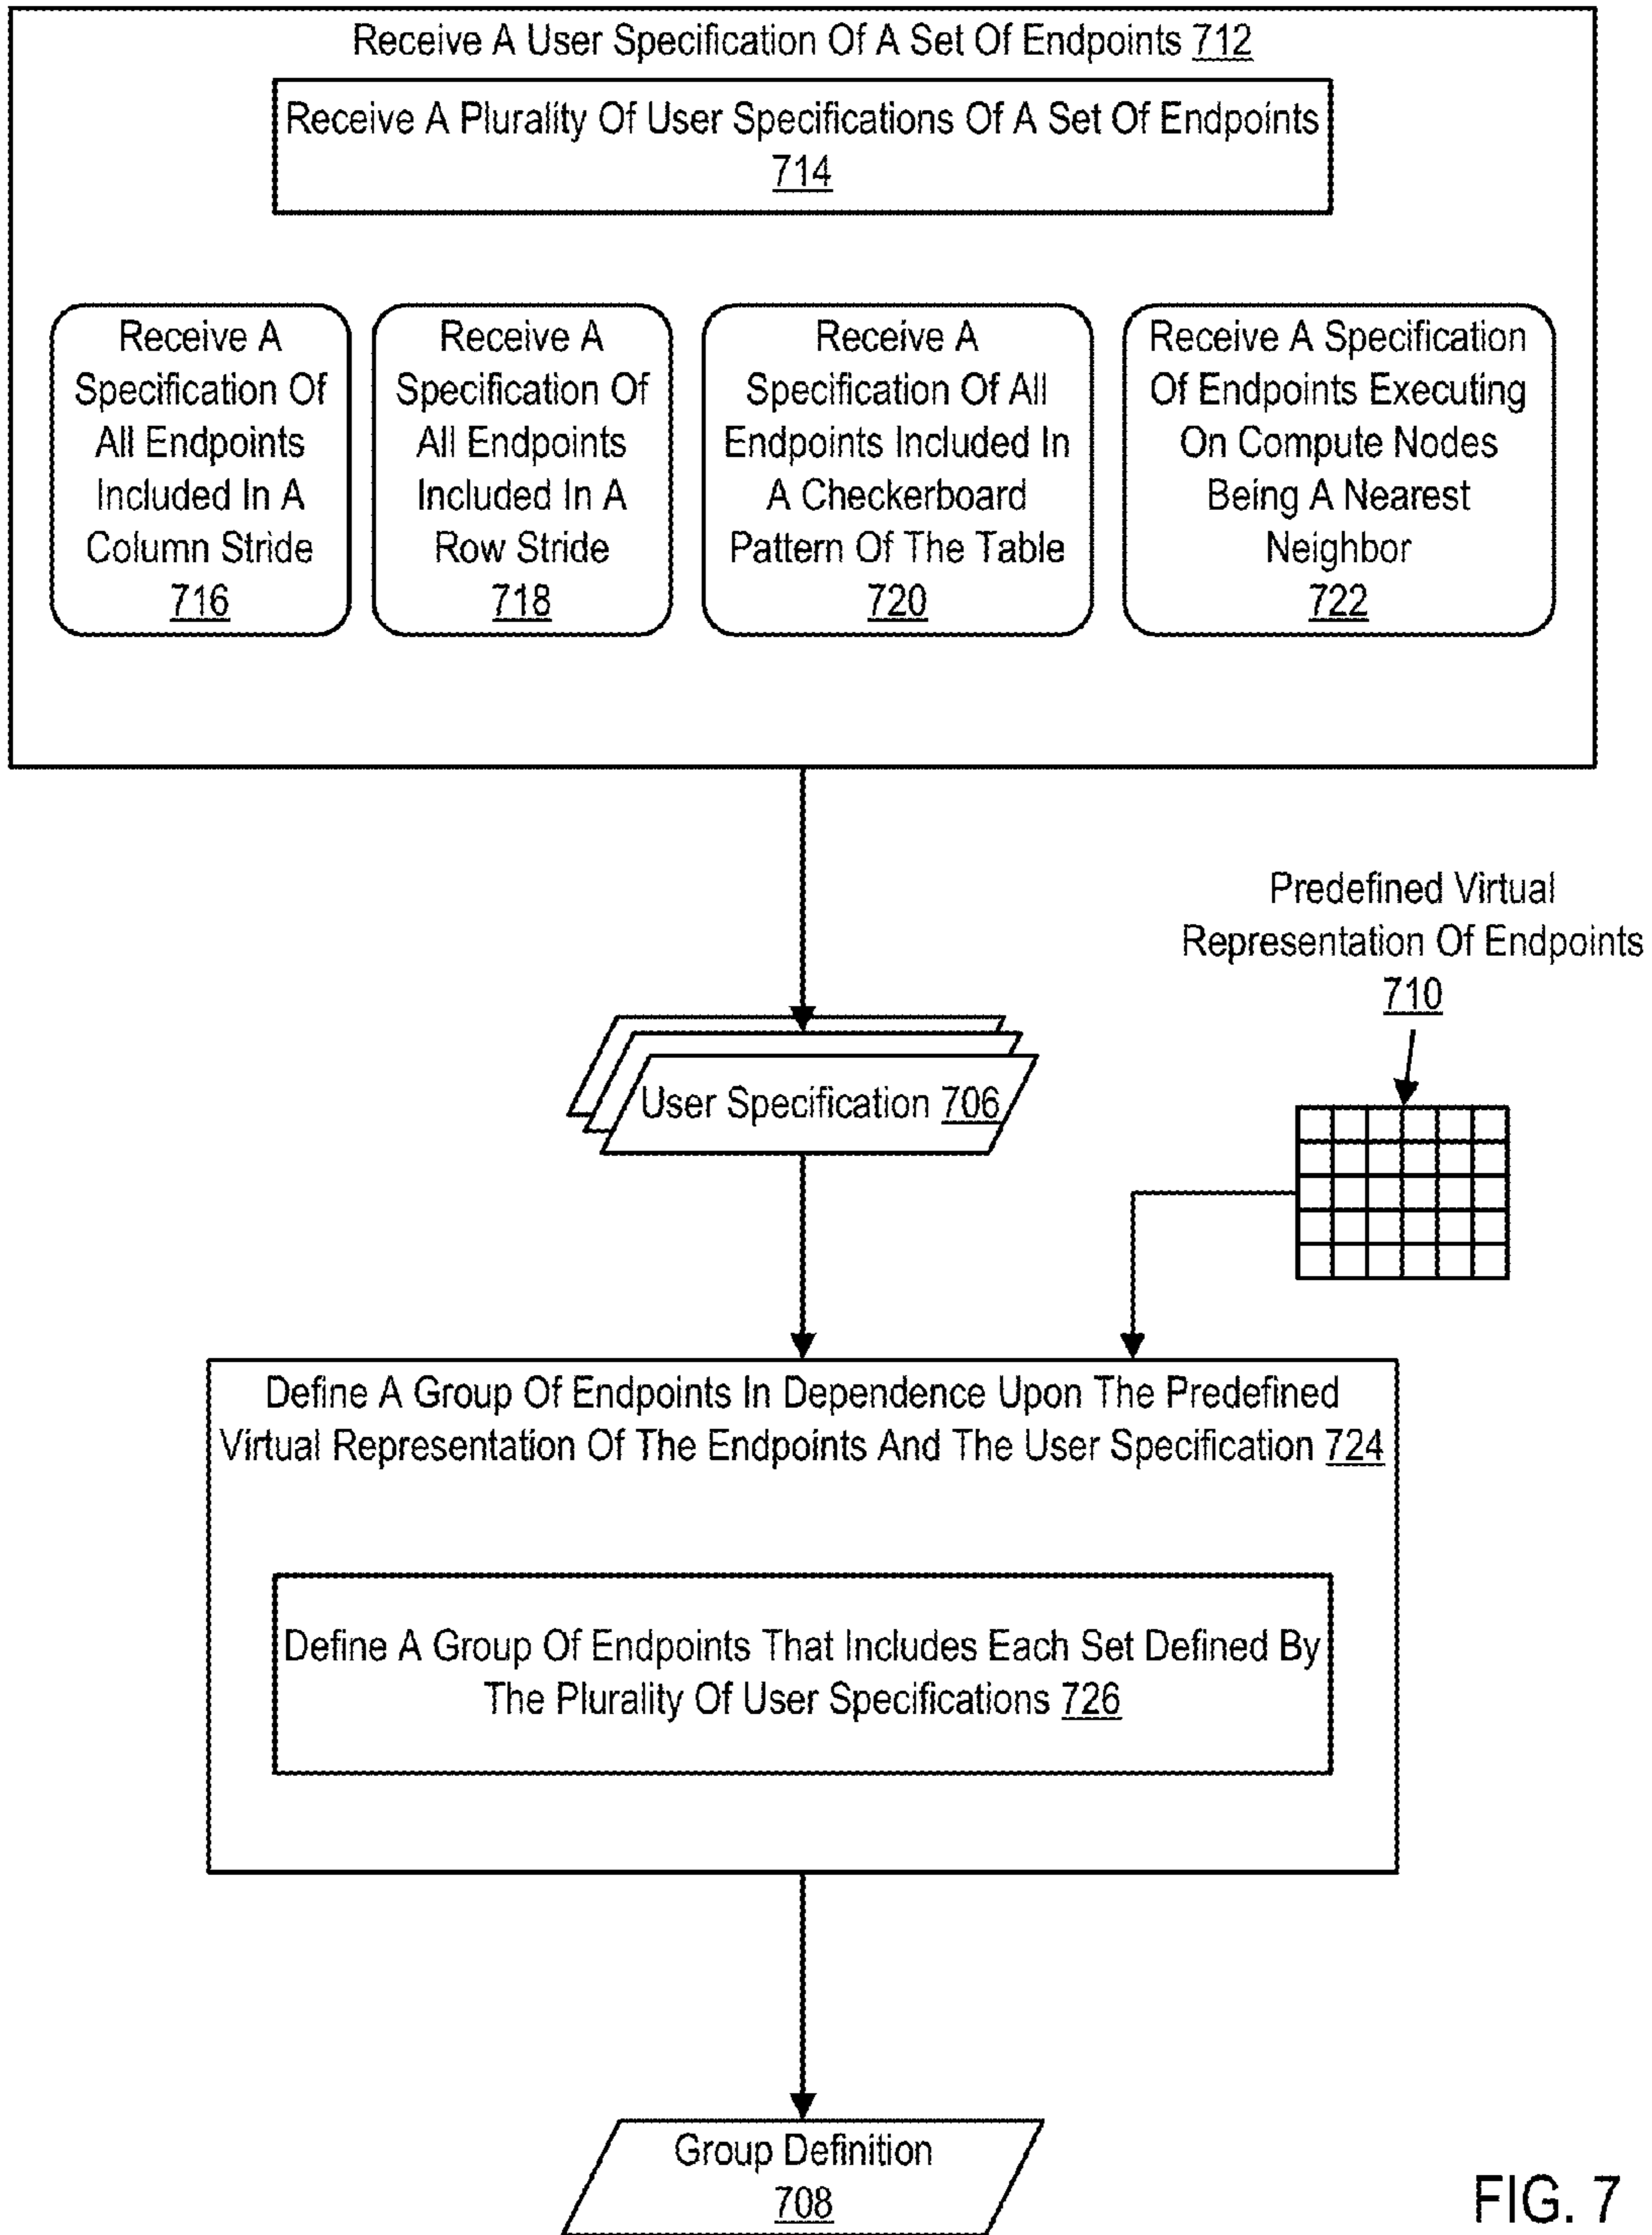 Receive A User Specification Of A Set Of Endpoints 712
Receive A Plurality Of User Specifications Of A Set Of Endpoints
714
Receive A
Specification Of
All Endpoints
Included In A
Column Stride
716
Receive A
Specification Of
All Endpoints
Included In A
Row Stride
718
Receive A
Specification Of All
Endpoints Included In
A Checkerboard
Pattern Of The Table
720
Receive A Specification
Of Endpoints Executing
On Compute Nodes
Being A Nearest
Neighbor
722
Predefined Virtual
Representation Of Endpoints
710
User Specification 706
Define A Group Of Endpoints In Dependence Upon The Predefined
Virtual Representation Of The Endpoints And The User Specification 724
Define A Group Of Endpoints That Includes Each Set Defined By
The Plurality Of User Specifications 726
Group Definition
708
FIG. 7